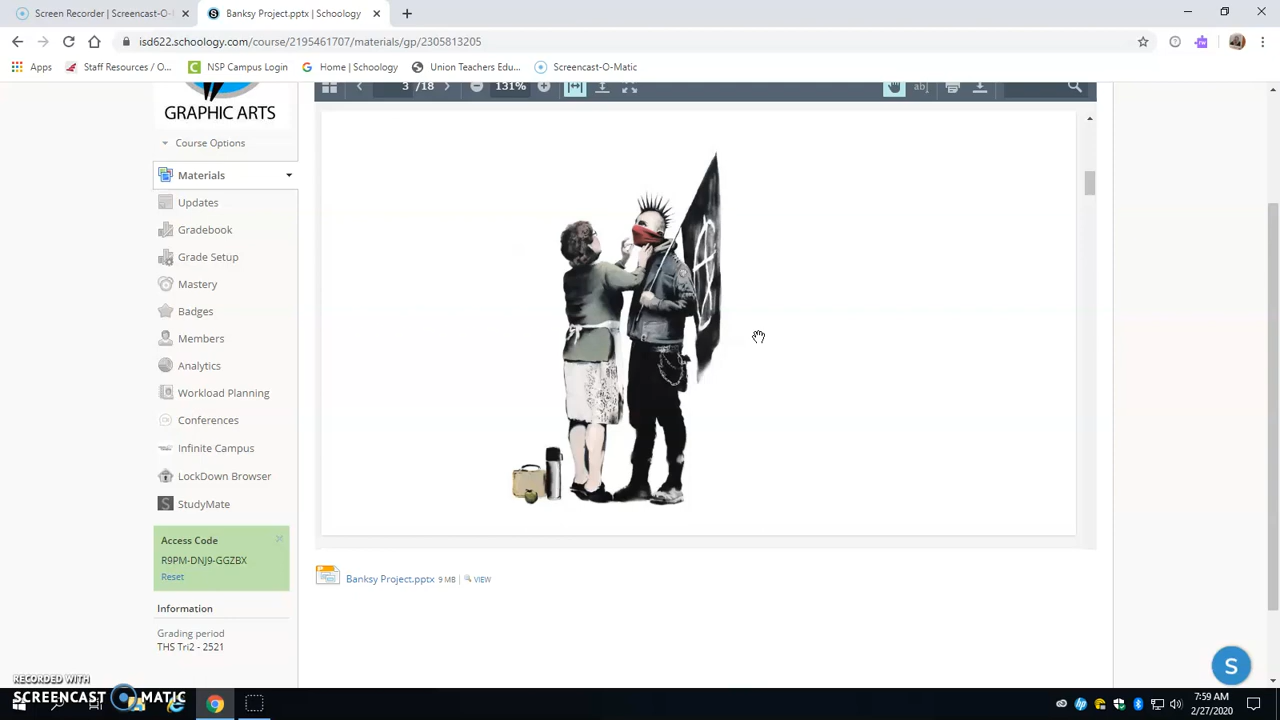 Screen Recorder | Screencast-O-
Banksy Project.pptx | Schoology
isd622.schoology.com/course/2195461707/materials/gp/2305813205
Apps
Staff Resources / O...
NSP Campus Login
Home | Schoology
Union Teachers Edu...
Screencast-O-Matic
rw
3 /18
131%
ab
GRAPHIC ARTS
Course Options
Materials
Updates
Gradebook
Grade Setup
Mastery
Badges
Members
Analytics
Workload Planning
Conferences
Infinite Campus
LockDown Browser
StudyMate
Access Code
R9PM-DNJ9-GGZBX
Reset
Information
Grading period
THS Tri2 - 2521
Banksy Project.pptx 9 MB | VIEW
S
RECORDED WITH
SCREENCAST MATIC
7:59 AM
2/27/2020